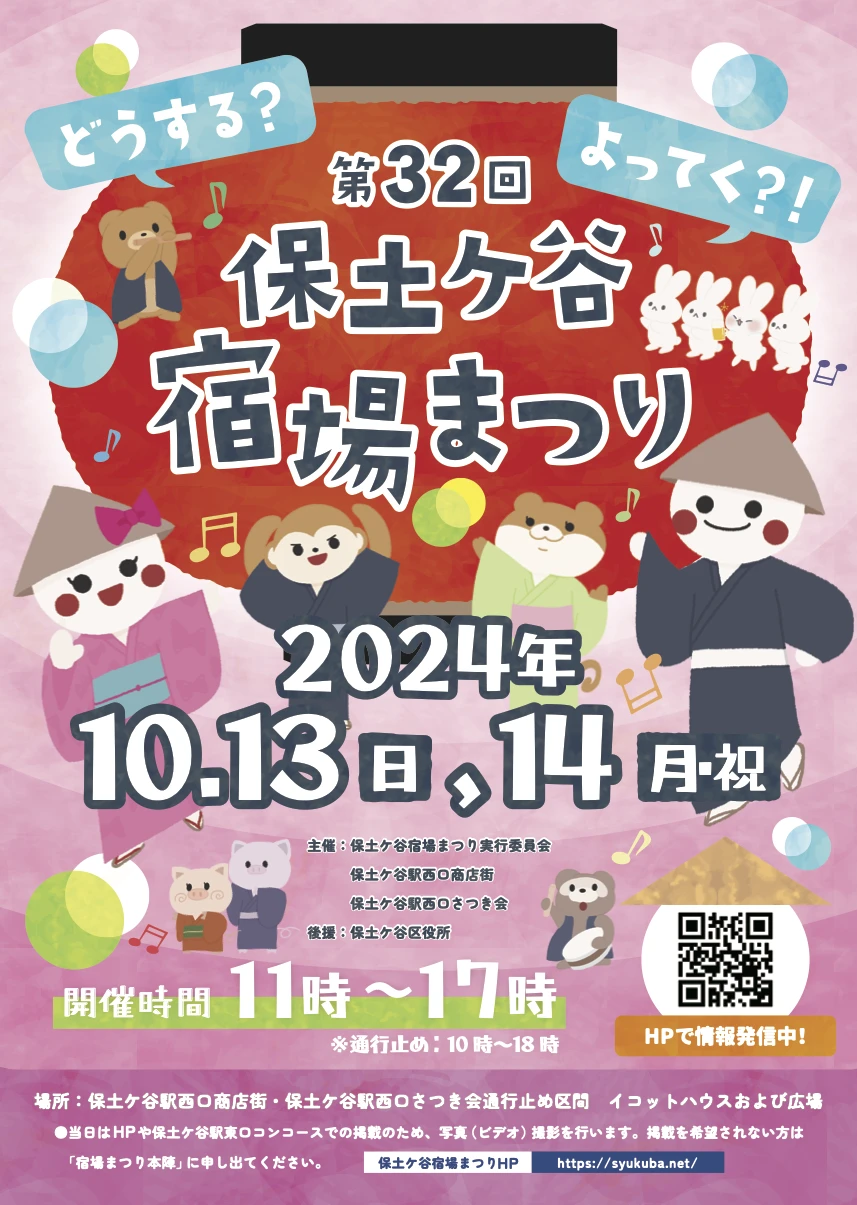 どうする?
よってく?!
第32回
保土ケ谷
宿場まつり
2024年
10.13日,14月・祝
主催：保土ケ谷宿場まつり実行委員会
保土ケ谷駅西口商店街
保土ケ谷駅西口さつき会
後援：保土ケ谷区役所
開催時間 11時〜17時
※通行止め：10時〜18時
HPで情報発信中!
場所：保土ケ谷駅西口商店街・保土ケ谷駅西口さつき会通行止め区間　イコットハウスおよび広場
●当日はHPや保土ケ谷駅東口コンコースでの掲載のため、写真（ビデオ）撮影を行います。掲載を希望されない方は
「宿場まつり本陣」に申し出てください。
保土ケ谷宿場まつりHP https://syukuba.net/